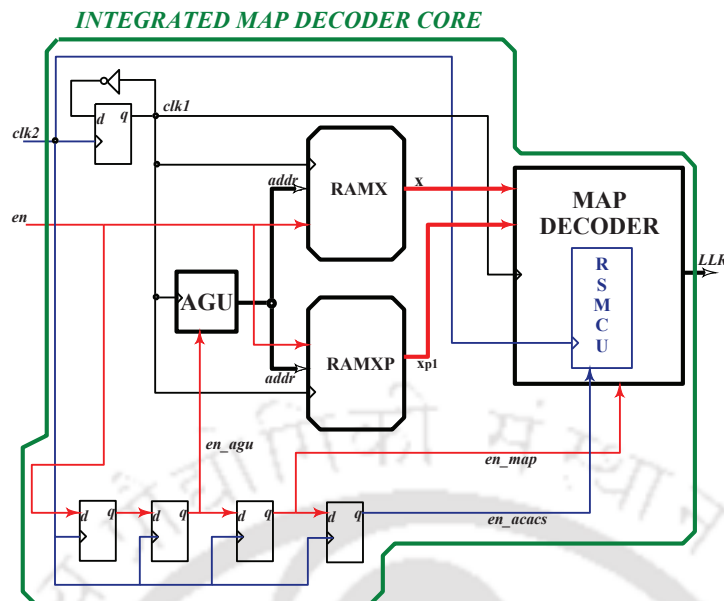 INTEGRATED MAP DECODER CORE
d q
clk1
clk2
addr
RAMX
x
MAP
DECODER
en
R
S
M
C
U
LLR
AGU
RAMXP
xp1
addr
en_agu
en_map
d q
d q
d q
d q
en_acacs